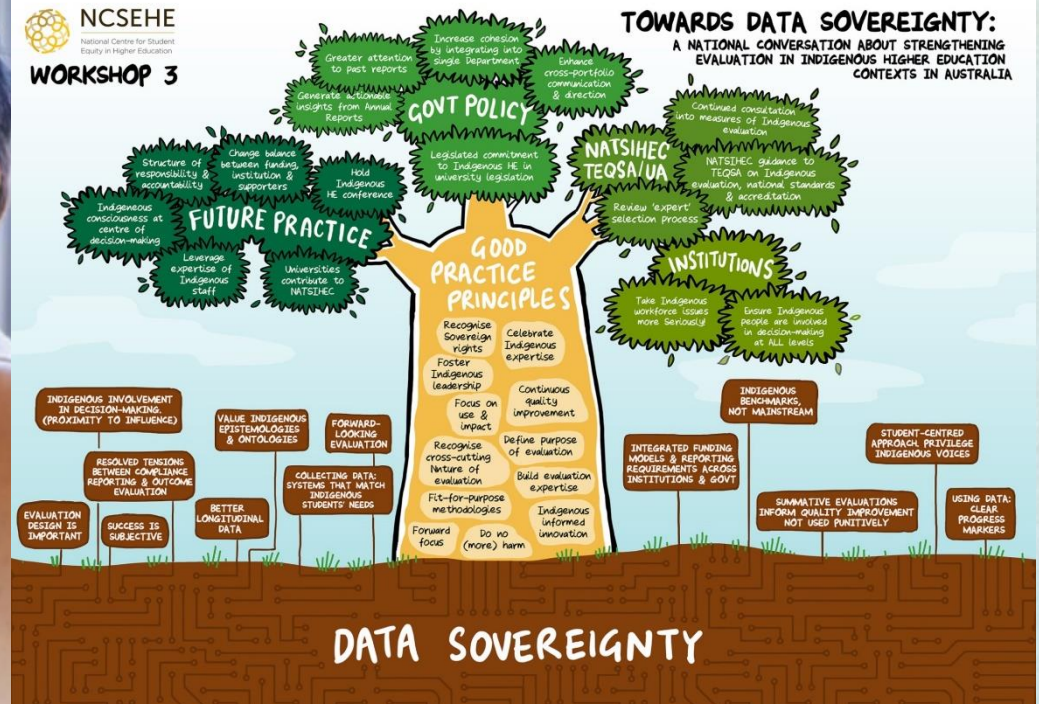 NCSEHE
National Centre for Student
Equity in Higher Education
WORKSHOP 3
TOWARDS DATA SOVEREIGNTY:
A NATIONAL CONVERSATION ABOUT STRENGTHENING
EVALUATION IN INDIGENOUS HIGHER EDUCATION
CONTEXTS IN AUSTRALIA
GOVT POLICY
Greater attention
to past reports
Increase cohesion
by integrating into
single Department
Enhance
cross-portfolio
communication
& direction
Generate actionable
insights from Annual
Reports
Legislated commitment
to Indigenous HE in
university legislation
FUTURE PRACTICE
Structure of
responsibility &
accountability
Change balance
between funding,
institution &
supporters
Hold
Indigenous
HE conference
Indigeneous
consciousness at
centre of
decision-making
Leverage
expertise of
Indigenous
staff
Universities
contribute to
NATSIHEC
NATSIHEC
TEQSA/UA
Continued consultation
into measures of Indigenous
evaluation
NATSIHEC guidance to
TEQSA on Indigenous
evaluation, national standards
& accreditation
Review 'expert'
selection process
INSTITUTIONS
Take Indigenous
workforce issues
more Seriously!
Ensure Indigenous
people are involved
in decision-making
at ALL levels
GOOD
PRACTICE
PRINCIPLES
Recognise
Sovereign
rights
Celebrate
Indigenous
expertise
Foster
Indigenous
leadership
Focus on
use &
impact
Continuous
quality
improvement
Recognise
cross-cutting
Nature of
evaluation
Define purpose
of evaluation
Build evaluation
expertise
Fit-for-purpose
methodologies
Indigenous
informed
innovation
Forward
focus
Do no
(more) harm
INDIGENOUS INVOLVEMENT
IN DECISION-MAKING.
(PROXIMITY TO INFLUENCE)
RESOLVED TENSIONS
BETWEEN COMPLIANCE
REPORTING & OUTCOME
EVALUATION
EVALUATION
DESIGN IS
IMPORTANT
SUCCESS IS
SUBJECTIVE
VALUE INDIGENOUS
EPISTEMOLOGIES
& ONTOLOGIES
BETTER
LONGITUDINAL
DATA
FORWARD-
LOOKING
EVALUATION
COLLECTING DATA:
SYSTEMS THAT MATCH
INDIGENOUS
STUDENTS' NEEDS
INTEGRATED FUNDING
MODELS & REPORTING
REQUIREMENTS ACROSS
INSTITUTIONS & GOVT
INDIGENOUS
BENCHMARKS,
NOT MAINSTREAM
SUMMATIVE EVALUATIONS
INFORM QUALITY IMPROVEMENT
NOT USED PUNITIVELY
STUDENT-CENTRED
APPROACH. PRIVILEGE
INDIGENOUS VOICES
USING DATA:
CLEAR
PROGRESS
MARKERS
DATA SOVEREIGNTY